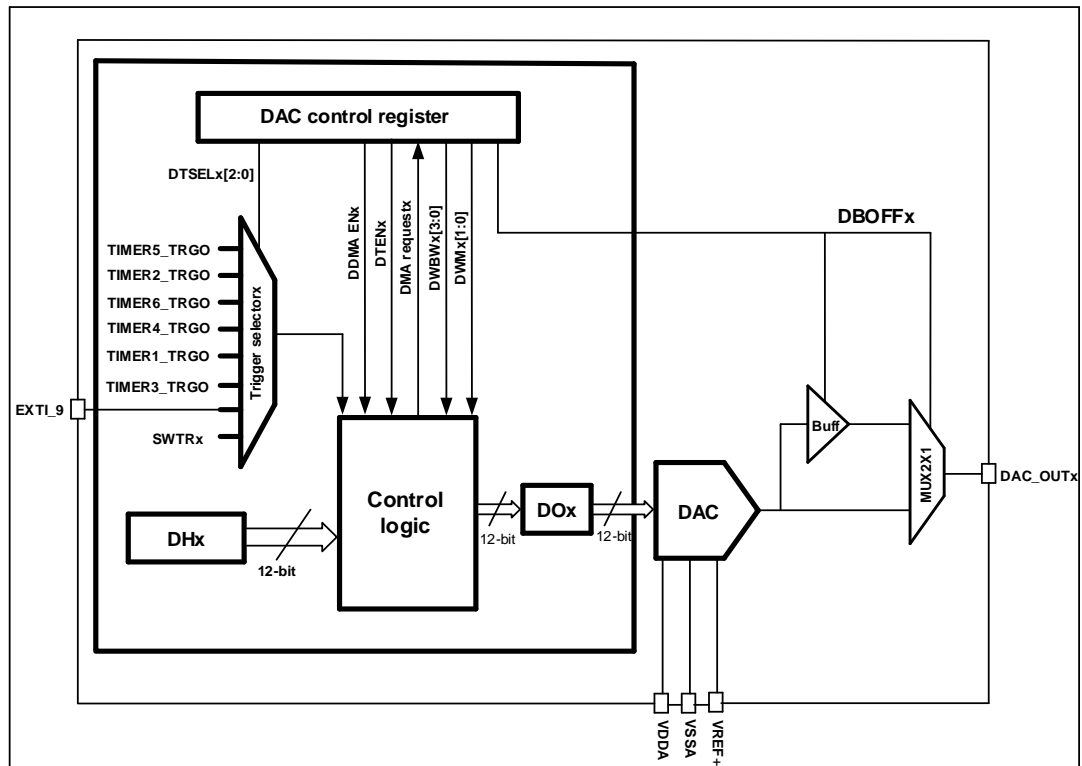 DAC control register
DTSELx[2:0]
DDMA ENx
DTENx
DMA requestx
DWBWx[3:0]
DWMx[1:0]
DBOFFx
TIMER5_TRGO
TIMER2_TRGO
TIMER6_TRGO
TIMER4_TRGO
TIMER1_TRGO
TIMER3_TRGO
EXTI_9
SWTRx
Trigger selectorx
Buff
MUX2X1
DAC_OUTx
Control
logic
DHx
12-bit
12-bit
DOx
12-bit
DAC
VDDA
VSSA
VREF+